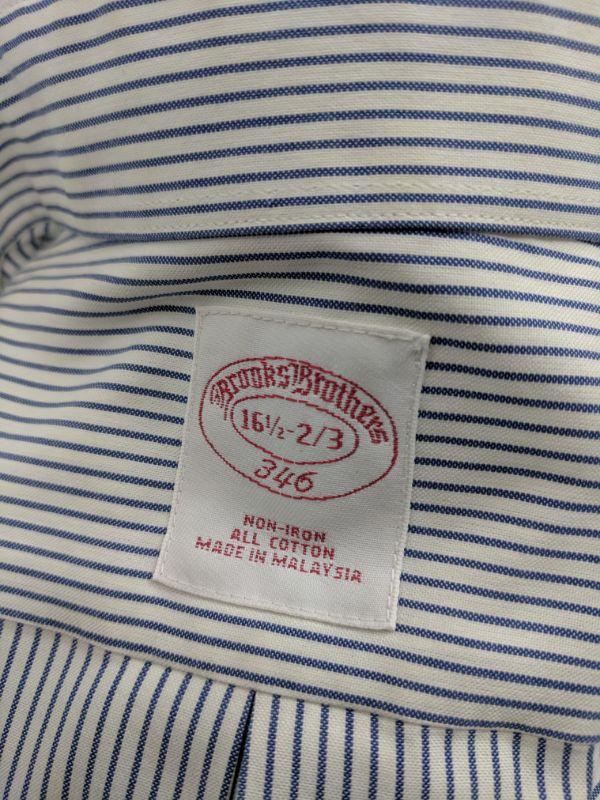 Brooks Brothers
16½-2/3
346
NON-IRON
ALL COTTON
MADE IN MALAYSIA